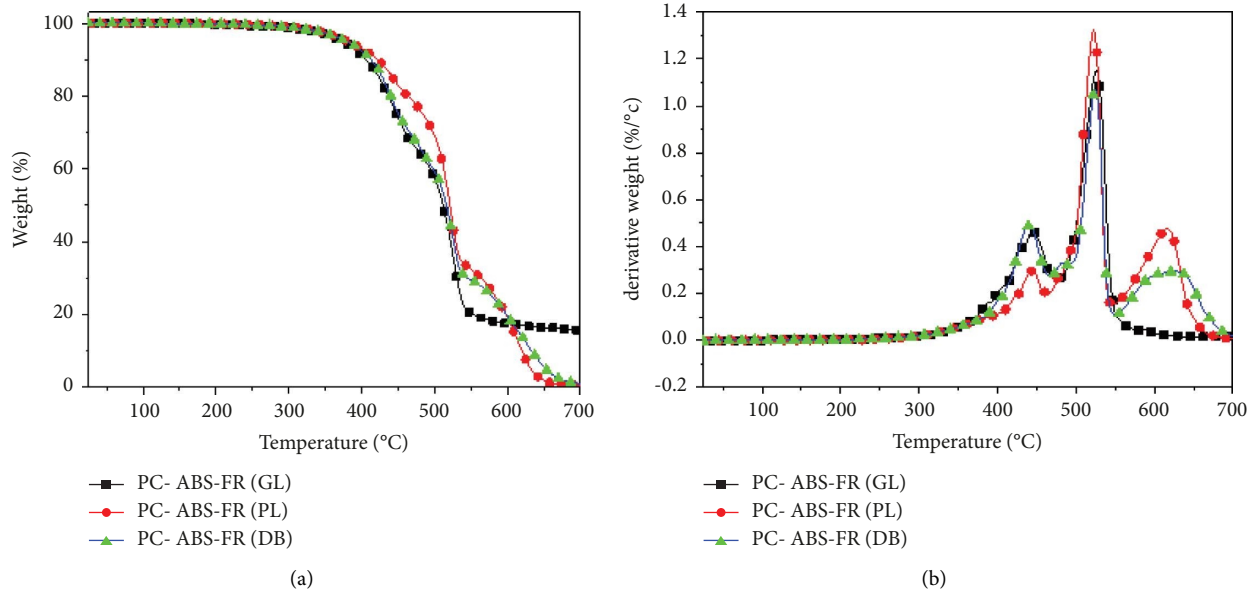 100
80
60
40
20
0
Weight (%)
100 200 300 400 500 600 700
Temperature (°C)
PC- ABS-FR (GL)
PC- ABS-FR (PL)
PC- ABS-FR (DB)
(a)
1.4
1.2
1.0
0.8
0.6
0.4
0.2
0.0
-0.2
derivative weight (%/°c)
100 200 300 400 500 600 700
Temperature (°C)
PC- ABS-FR (GL)
PC- ABS-FR (PL)
PC- ABS-FR (DB)
(b)